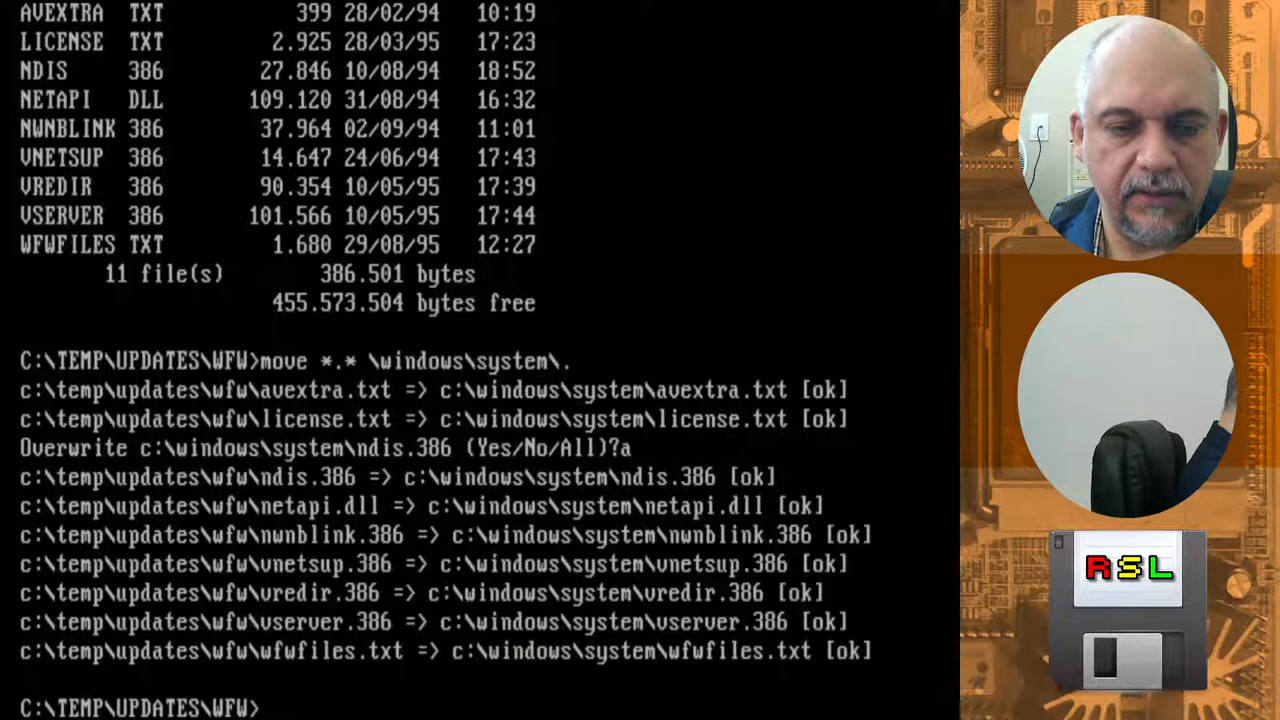 AVEXTRA TXT 399 28/02/94 10:19
LICENSE TXT 2.925 28/03/95 17:23
NDIS 386 27.846 10/08/94 18:52
NETAPI DLL 109.120 31/08/94 16:32
NWNBLINK 386 37.964 02/09/94 11:01
VNETSUP 386 14.647 24/06/94 17:43
VREDIR 386 90.354 10/05/95 17:39
VSERVER 386 101.566 10/05/95 17:44
WFWFILES TXT 1.680 29/08/95 12:27
11 file(s) 386.501 bytes
455.573.504 bytes free
C:\TEMP\UPDATES\WFW>move *.* \windows\system\.
c:\temp\updates\wfw\avextra.txt => c:\windows\system\avextra.txt [ok]
c:\temp\updates\wfw\license.txt => c:\windows\system\license.txt [ok]
Overwrite c:\windows\system\ndis.386 (Yes/No/All)?a
c:\temp\updates\wfw\ndis.386 => c:\windows\system\ndis.386 [ok]
c:\temp\updates\wfw\netapi.dll => c:\windows\system\netapi.dll [ok]
c:\temp\updates\wfw\nwnblink.386 => c:\windows\system\nwnblink.386 [ok]
c:\temp\updates\wfw\vnetsup.386 => c:\windows\system\vnetsup.386 [ok]
c:\temp\updates\wfw\vredir.386 => c:\windows\system\vredir.386 [ok]
c:\temp\updates\wfw\vserver.386 => c:\windows\system\vserver.386 [ok]
c:\temp\updates\wfw\wfwfiles.txt => c:\windows\system\wfwfiles.txt [ok]
C:\TEMP\UPDATES\WFW>
RSL